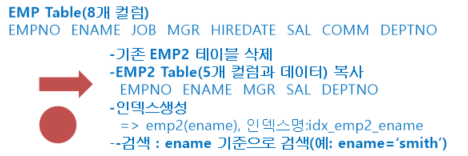 EMP Table(8개 컬럼)
EMPNO ENAME JOB MGR HIREDATE SAL COMM DEPTNO
-기존 EMP2 테이블 삭제
-EMP2 Table(5개 컬럼과 데이터) 복사
EMPNO ENAME MGR SAL DEPTNO
-인덱스생성
=> emp2(ename), 인덱스명:idx_emp2_ename
--검색 : ename 기준으로 검색(예: ename=‘smith’)